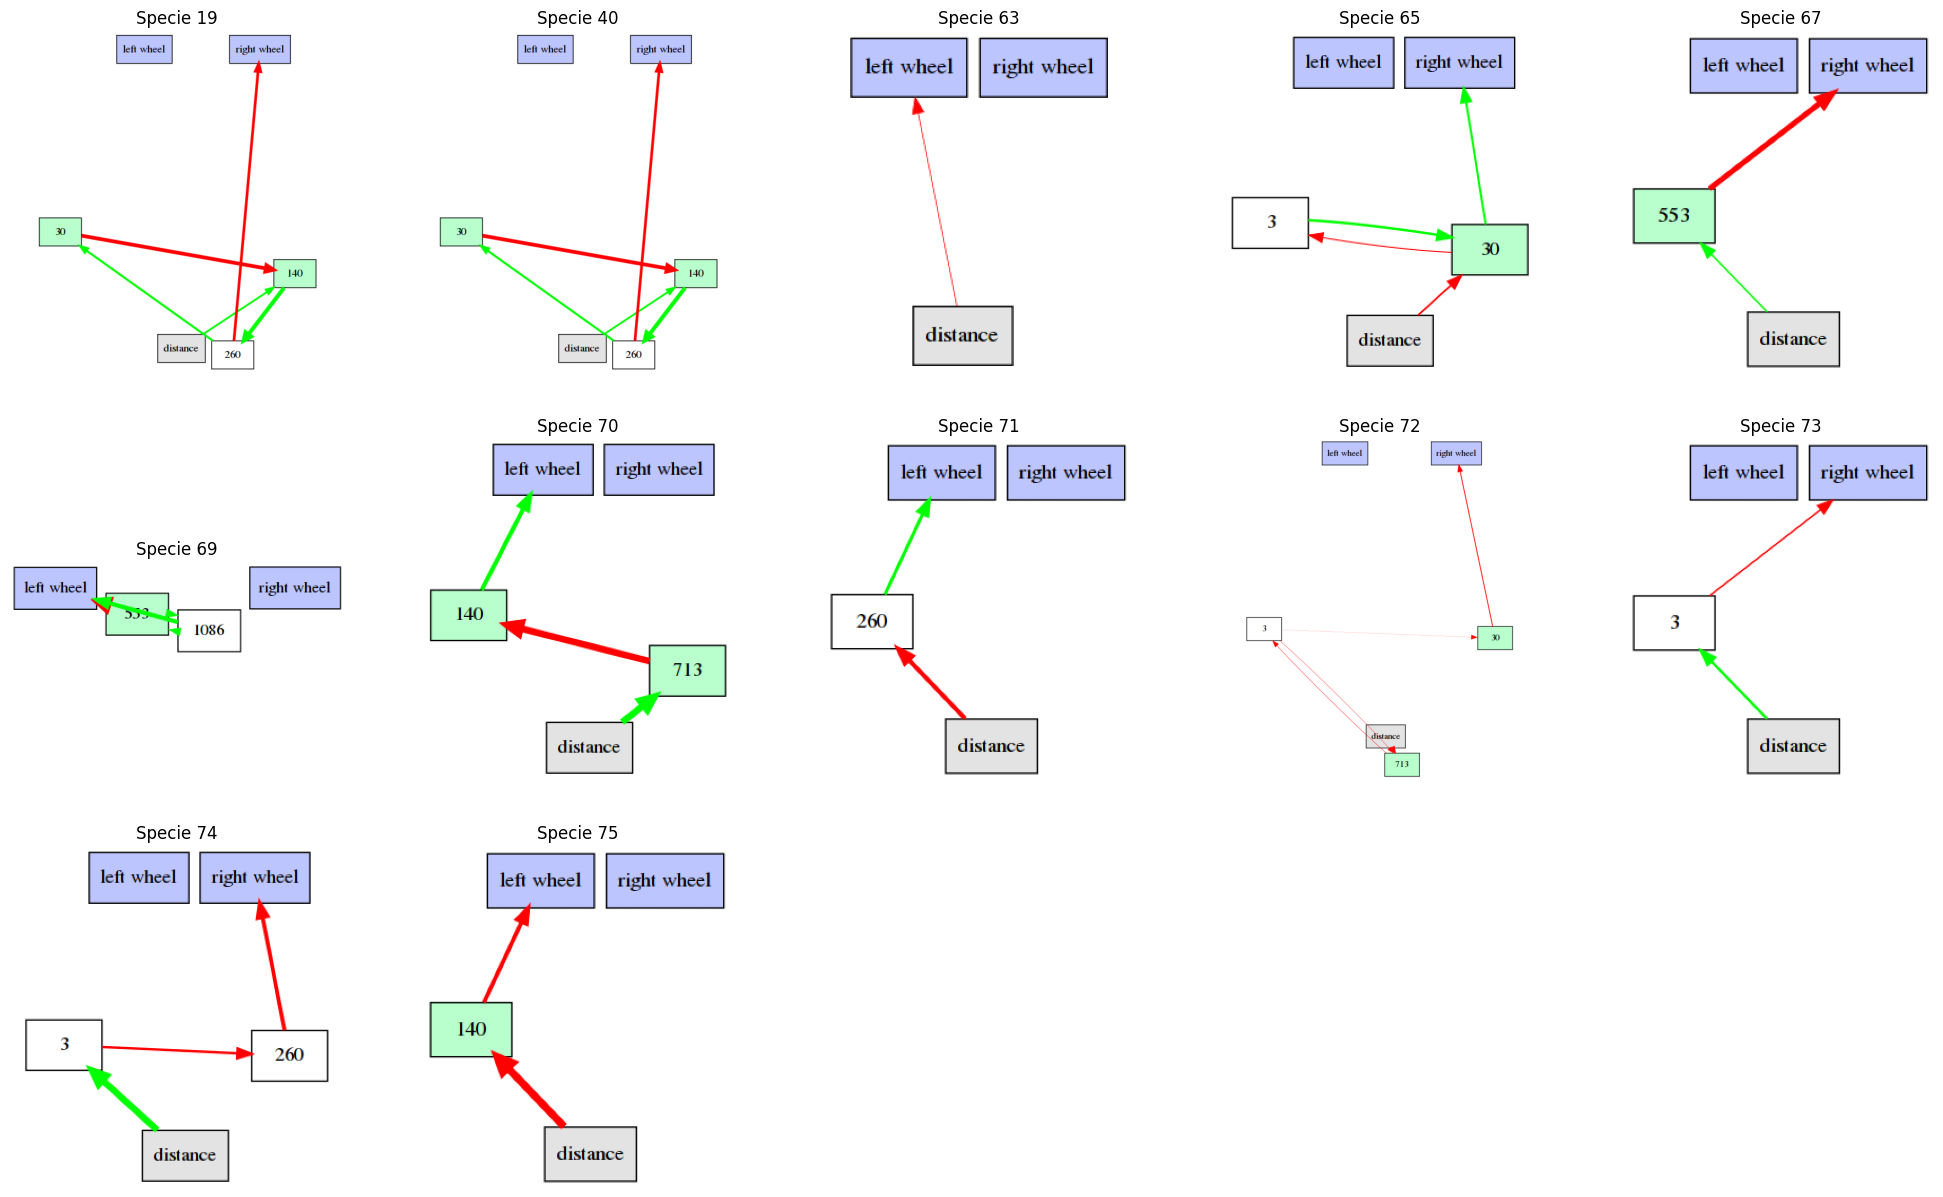 Specie 19
left wheel
right wheel
30
140
distance
260
Specie 40
left wheel
right wheel
30
140
distance
260
Specie 63
left wheel
right wheel
distance
Specie 65
left wheel
right wheel
3
30
distance
Specie 67
left wheel
right wheel
553
distance
Specie 69
left wheel
553
1086
right wheel
Specie 70
left wheel
right wheel
140
713
distance
Specie 71
left wheel
right wheel
260
distance
Specie 72
left wheel
right wheel
3
30
distance
713
Specie 73
left wheel
right wheel
3
distance
Specie 74
left wheel
right wheel
3
260
distance
Specie 75
left wheel
right wheel
140
distance